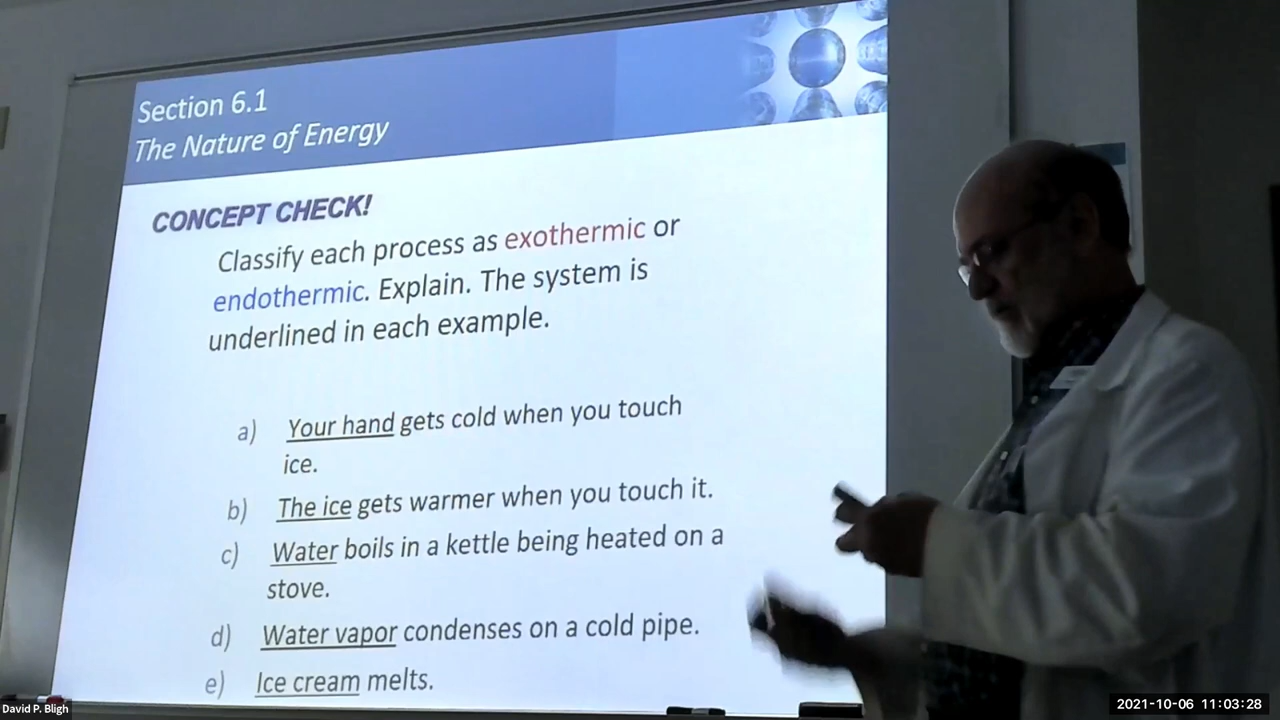 Section 6.1
The Nature of Energy
CONCEPT CHECK!
Classify each process as exothermic or
endothermic. Explain. The system is
underlined in each example.
a) Your hand gets cold when you touch
ice.
b) The ice gets warmer when you touch it.
c) Water boils in a kettle being heated on a
stove.
d) Water vapor condenses on a cold pipe.
e) Ice cream melts.
David P. Bligh
2021-10-06 11:03:28